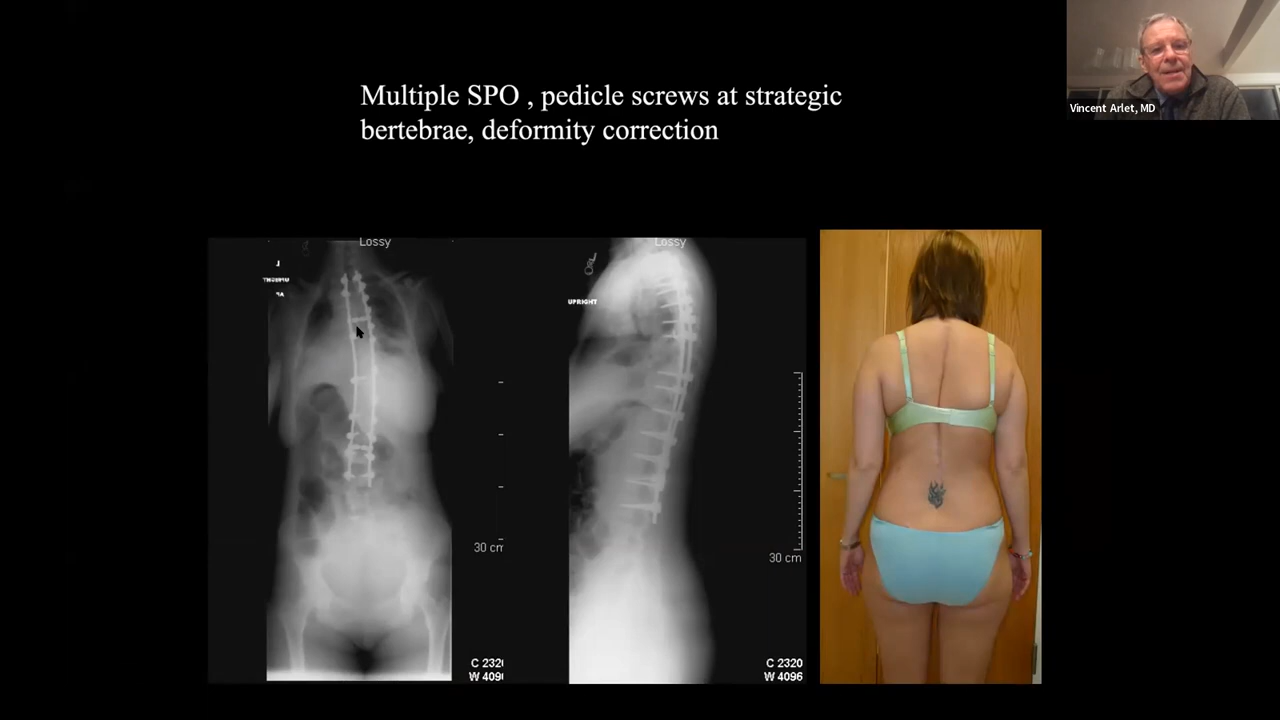 Multiple SPO , pedicle screws at strategic
bertebrae, deformity correction
Vincent Arlet, MD
Lossy
Lossy
UPRIGHT
30 cm
30 cm
C 2320
W 409
C 2320
W 4096